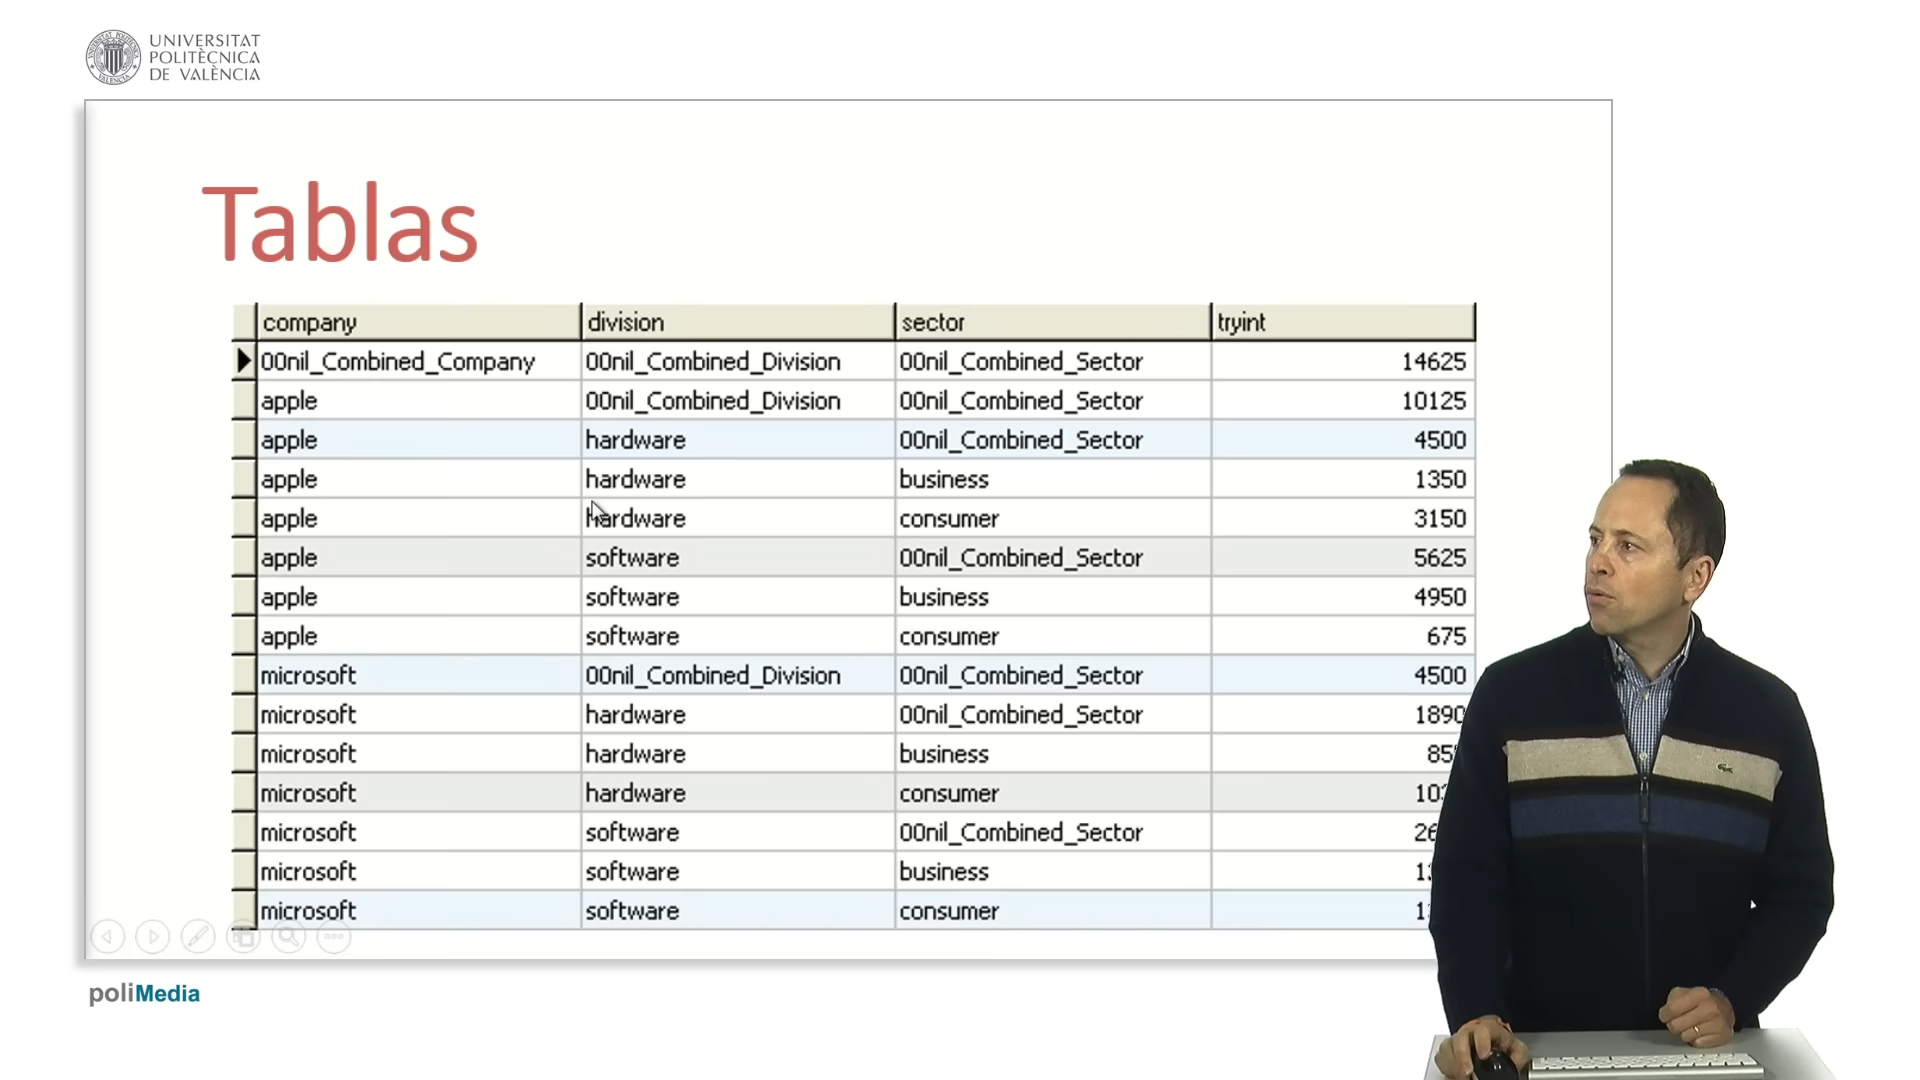 UNIVERSITAT
POLITÈCNICA
DE VALÈNCIA
Tablas
company division sector tryint
00nil_Combined_Company 00nil_Combined_Division 00nil_Combined_Sector 14625
apple 00nil_Combined_Division 00nil_Combined_Sector 10125
apple hardware 00nil_Combined_Sector 4500
apple hardware business 1350
apple hardware consumer 3150
apple software 00nil_Combined_Sector 5625
apple software business 4950
apple software consumer 675
microsoft 00nil_Combined_Division 00nil_Combined_Sector 4500
microsoft hardware 00nil_Combined_Sector 1890
microsoft hardware business
microsoft hardware consumer
microsoft software 00nil_Combined_Sector
microsoft software business
microsoft software consumer
poliMedia